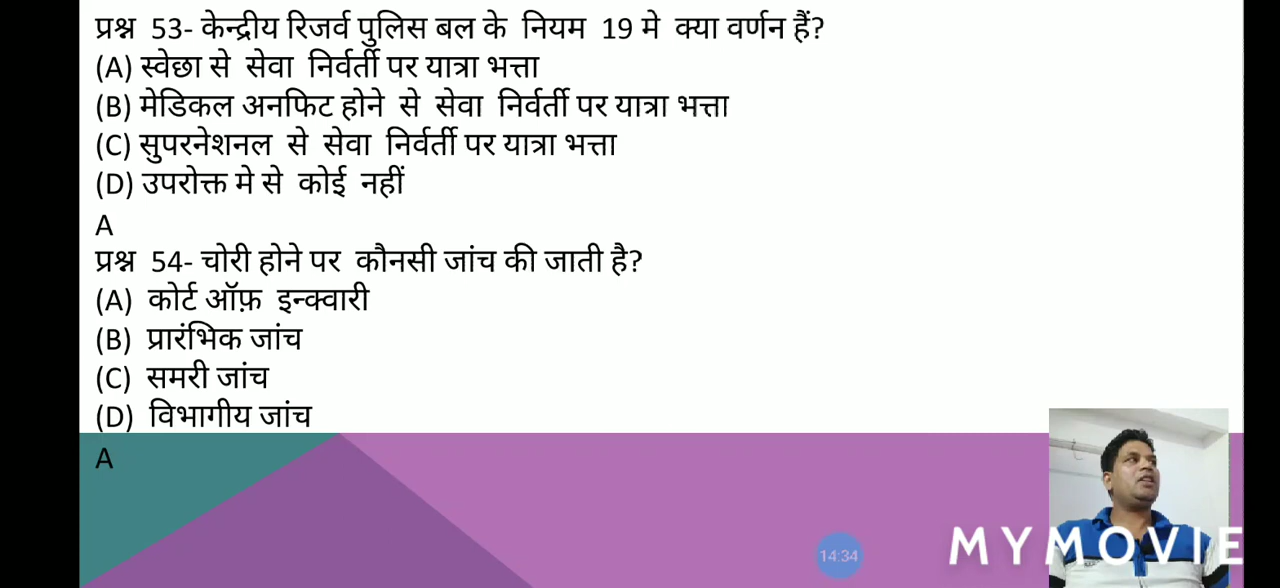 प्रश्न 53- केन्द्रीय रिजर्व पुलिस बल के नियम 19 मे क्या वर्णन हैं?
(A) स्वेछा से सेवा निर्वर्ती पर यात्रा भत्ता
(B) मेडिकल अनफिट होने से सेवा निर्वर्ती पर यात्रा भत्ता
(C) सुपरनेशनल से सेवा निर्वर्ती पर यात्रा भत्ता
(D) उपरोक्त मे से कोई नहीं
A
प्रश्न 54- चोरी होने पर कौनसी जांच की जाती है?
(A) कोर्ट ऑफ़ इन्क्वारी
(B) प्रारंभिक जांच
(C) समरी जांच
(D) विभागीय जांच
A
14:34
MYMOVIE